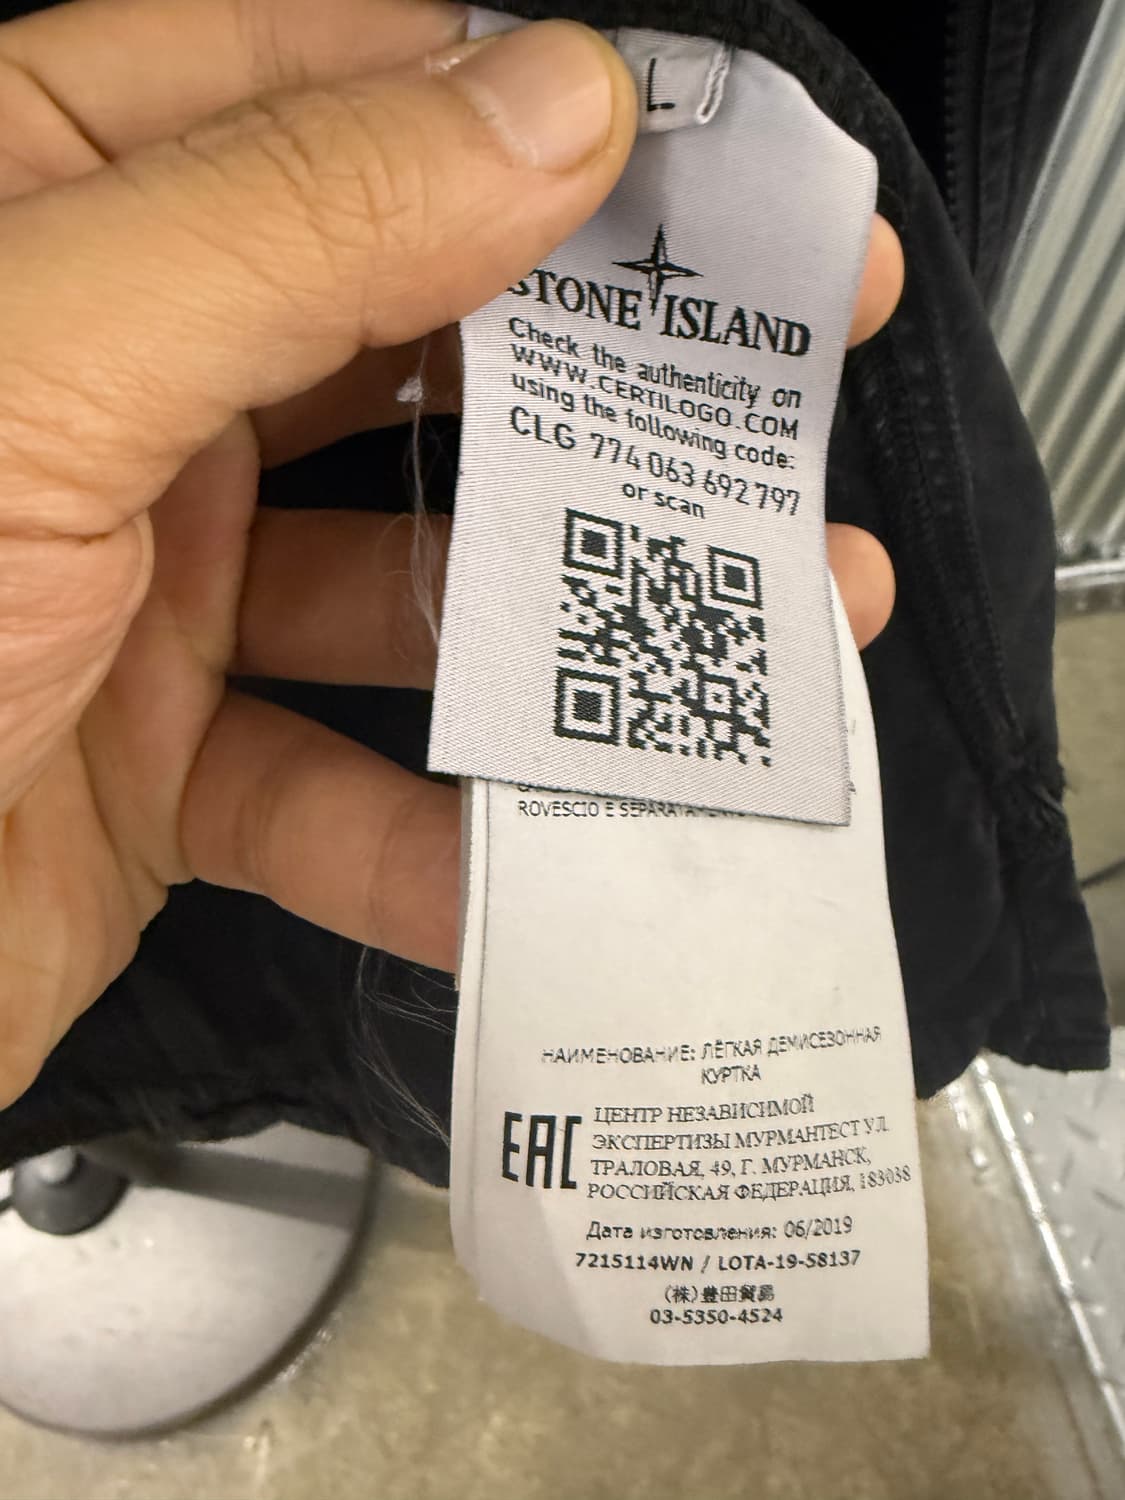 L
STONE ISLAND
Check the authenticity on
WWW.CERTILOGO.COM
using the following code:
CLG 774 063 692 797
or scan
ROVESCIO E SEPARATAMENTE
НАИМЕНОВАНИЕ: ЛЁГКАЯ ДЕМИСЕЗОННАЯ
КУРТКА
EAC
ЦЕНТР НЕЗАВИСИМОЙ
ЭКСПЕРТИЗЫ МУРМАНТЕСТ УЛ.
ТРАЛОВАЯ, 49, Г. МУРМАНСК,
РОССИЙСКАЯ ФЕДЕРАЦИЯ, 183038
Дата изготовления: 06/2019
7215114WN / LOTA-19-58137
(株)豊田貿易
03-5350-4524